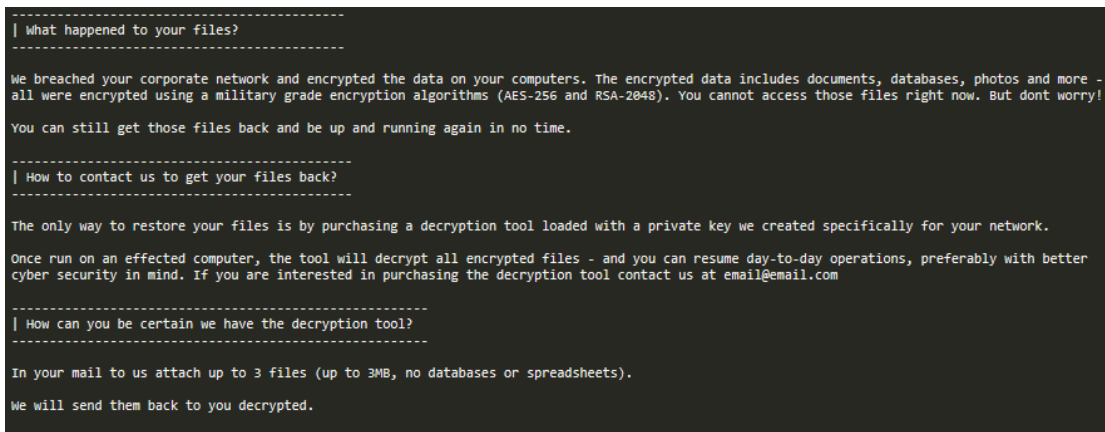 ---------------------------------------------
| What happened to your files?
---------------------------------------------
We breached your corporate network and encrypted the data on your computers. The encrypted data includes documents, databases, photos and more -
all were encrypted using a military grade encryption algorithms (AES-256 and RSA-2048). You cannot access those files right now. But dont worry!
You can still get those files back and be up and running again in no time.
----------------------------------------------
| How to contact us to get your files back?
----------------------------------------------
The only way to restore your files is by purchasing a decryption tool loaded with a private key we created specifically for your network.
Once run on an effected computer, the tool will decrypt all encrypted files - and you can resume day-to-day operations, preferably with better
cyber security in mind. If you are interested in purchasing the decryption tool contact us at email@email.com
--------------------------------------------------------
| How can you be certain we have the decryption tool?
--------------------------------------------------------
In your mail to us attach up to 3 files (up to 3MB, no databases or spreadsheets).
We will send them back to you decrypted.